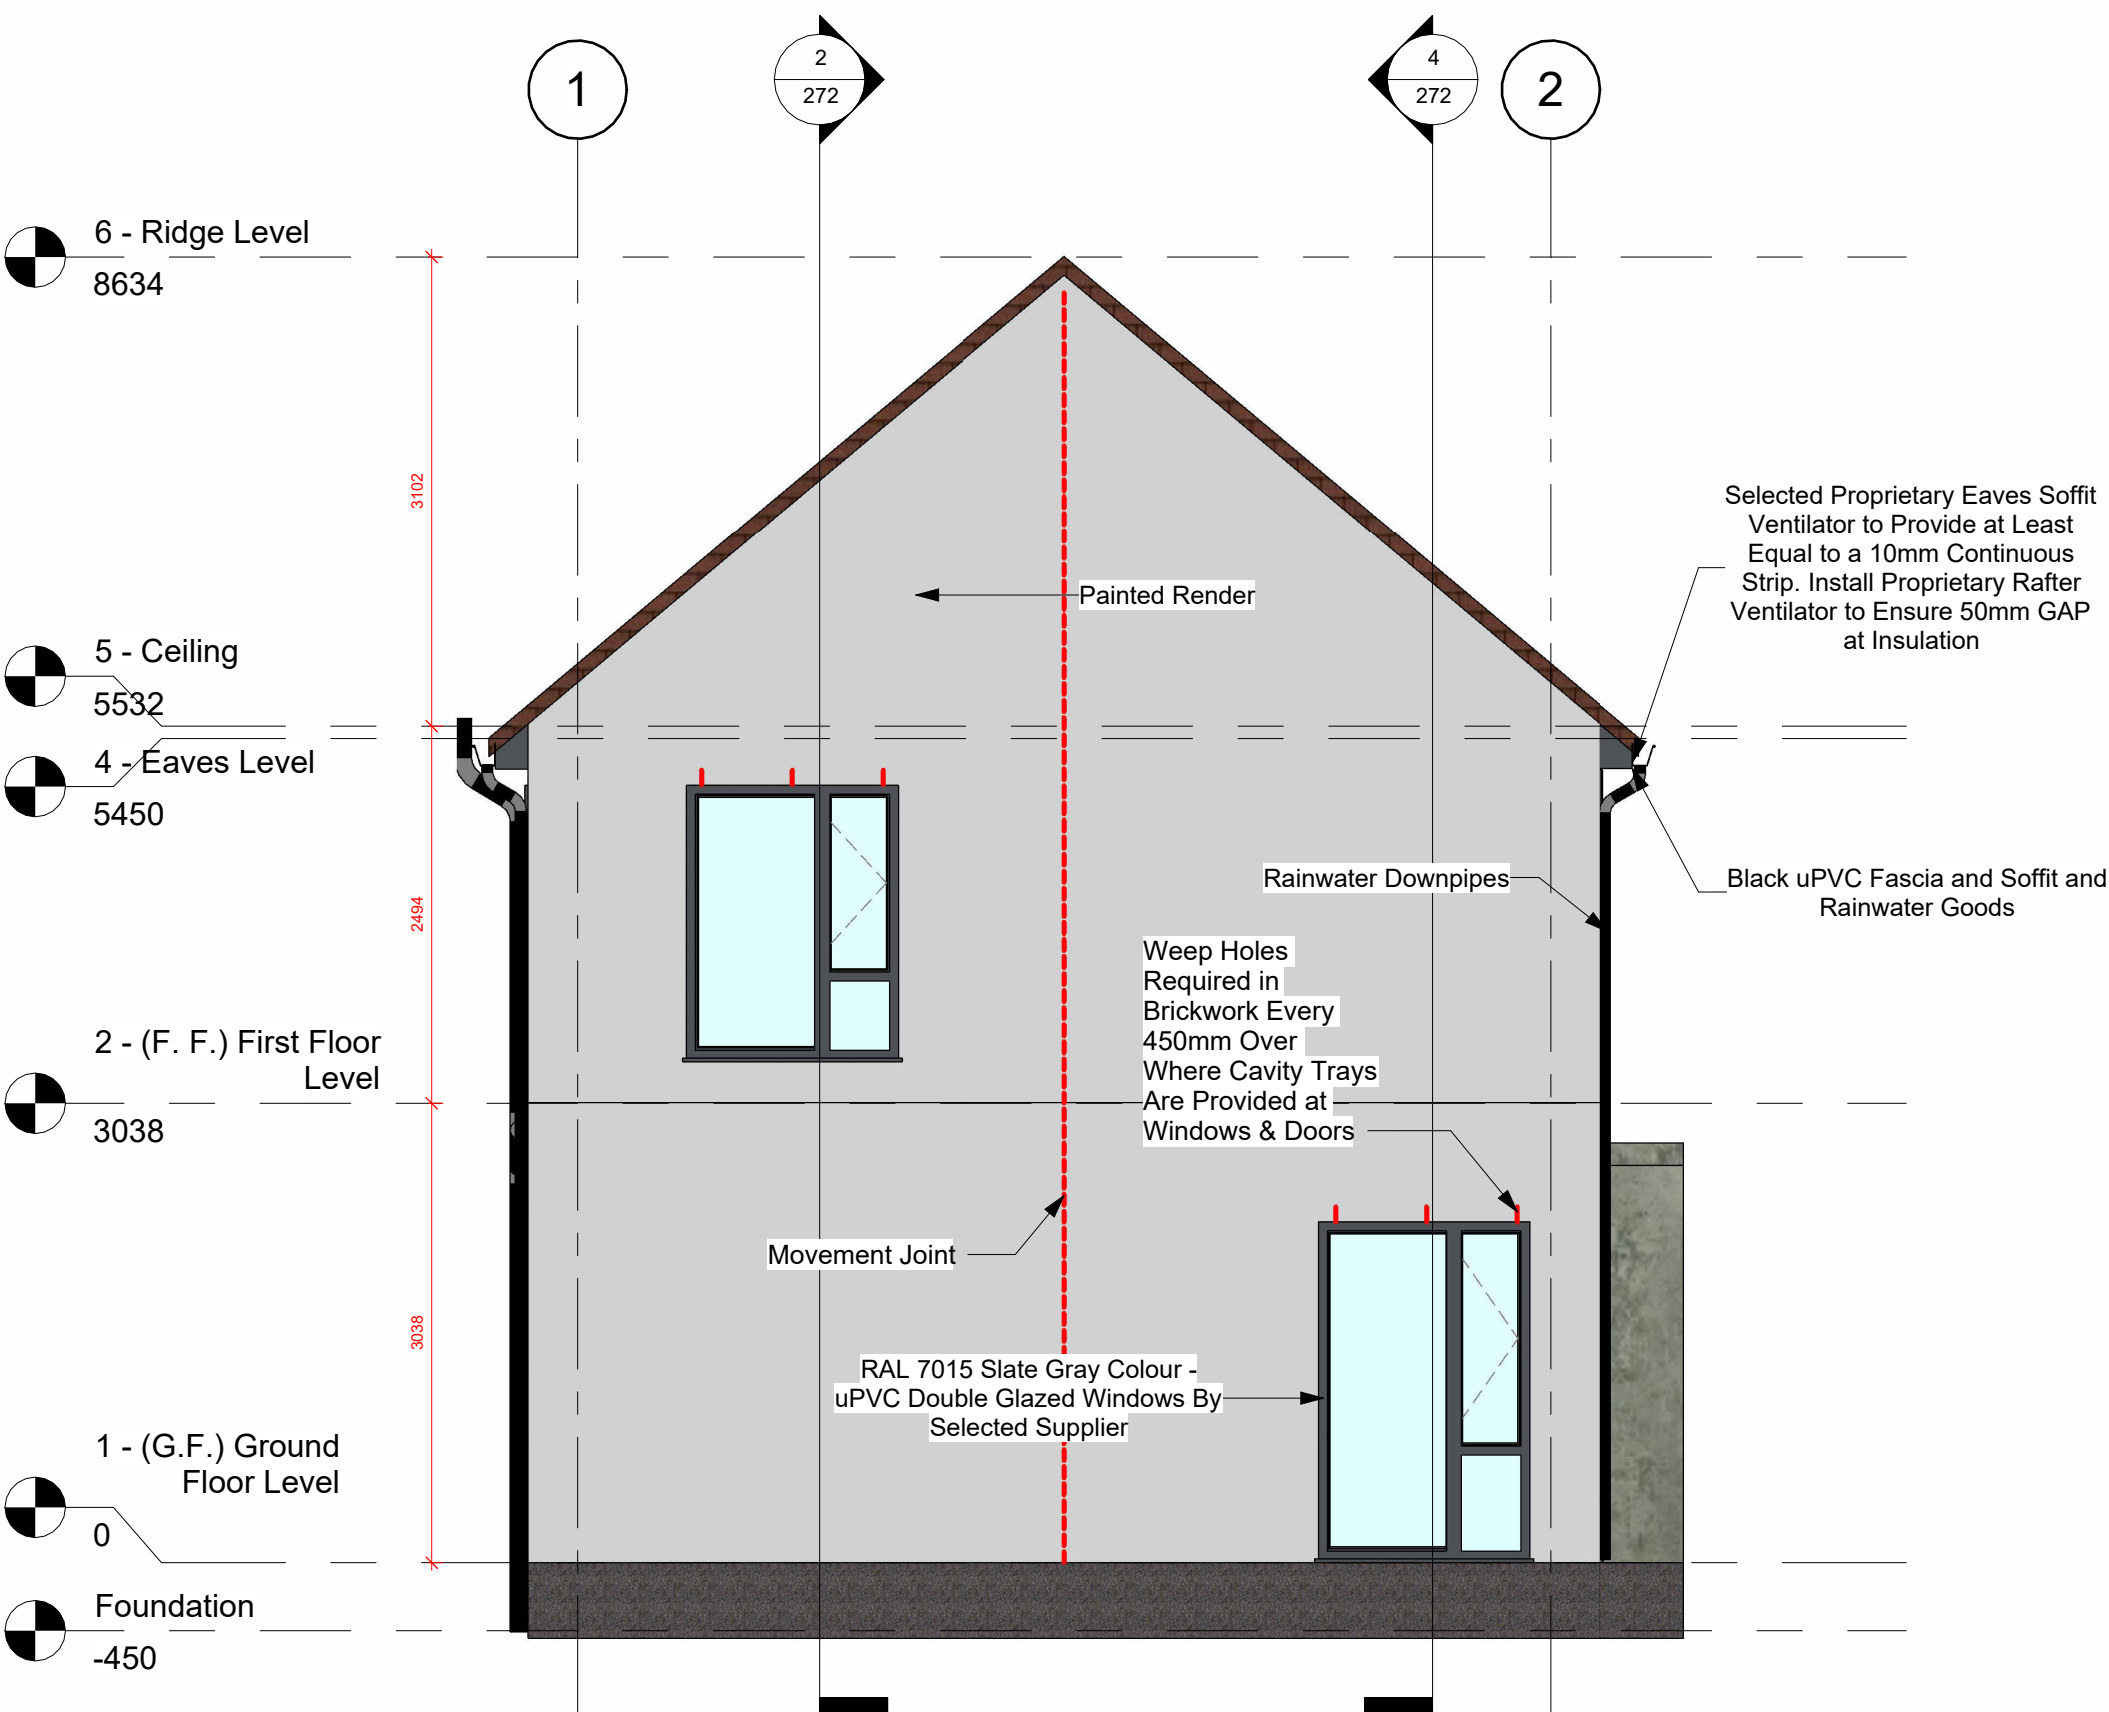 1
2
272
4
272
2
6 - Ridge Level
8634
3102
Selected Proprietary Eaves Soffit
Ventilator to Provide at Least
Equal to a 10mm Continuous
Strip. Install Proprietary Rafter
Ventilator to Ensure 50mm GAP
at Insulation
Painted Render
5 - Ceiling
5532
4 - Eaves Level
5450
Rainwater Downpipes
Black uPVC Fascia and Soffit and
Rainwater Goods
2494
Weep Holes
Required in
Brickwork Every
450mm Over
Where Cavity Trays
Are Provided at
Windows & Doors
2 - (F. F.) First Floor
Level
3038
Movement Joint
3038
RAL 7015 Slate Gray Colour -
uPVC Double Glazed Windows By
Selected Supplier
1 - (G.F.) Ground
Floor Level
0
Foundation
-450